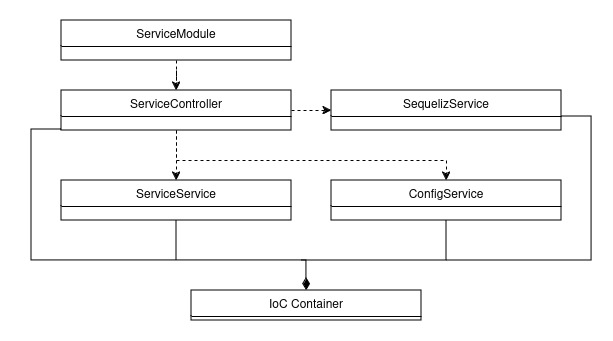 ServiceModule
ServiceController
SequelizService
ServiceService
ConfigService
IoC Container